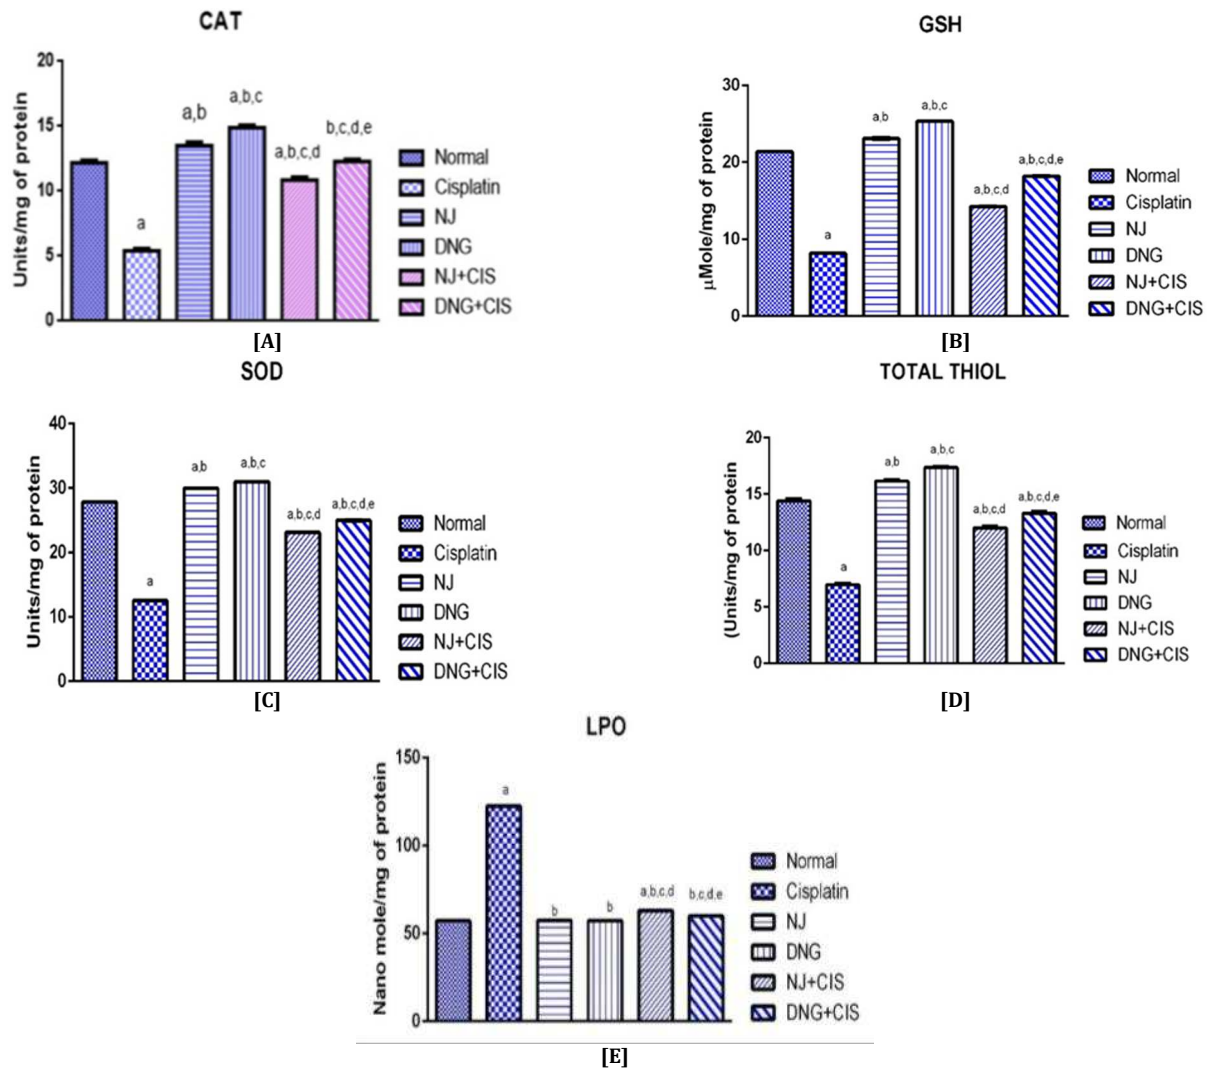 CAT
Units/mg of protein
20
15
10
5
0
a
a,b
a,b,c
a,b,c,d
b,c,d,e
Normal
Cisplatin
NJ
DNG
NJ+CIS
DNG+CIS
[A]
GSH
µMole/mg of protein
30
20
10
0
a
a,b
a,b,c
a,b,c,d
a,b,c,d,e
Normal
Cisplatin
NJ
DNG
NJ+CIS
DNG+CIS
[B]
SOD
Units/mg of protein
40
30
20
10
0
a
a,b
a,b,c
a,b,c,d
a,b,c,d,e
Normal
Cisplatin
NJ
DNG
NJ+CIS
DNG+CIS
[C]
TOTAL THIOL
(Units/mg of protein
20
15
10
5
0
a
a,b
a,b,c
a,b,c,d
a,b,c,d,e
Normal
Cisplatin
NJ
DNG
NJ+CIS
DNG+CIS
[D]
LPO
Nano mole/mg of protein
150
100
50
0
a
b
b
a,b,c,d
b,c,d,e
Normal
Cisplatin
NJ
DNG
NJ+CIS
DNG+CIS
[E]